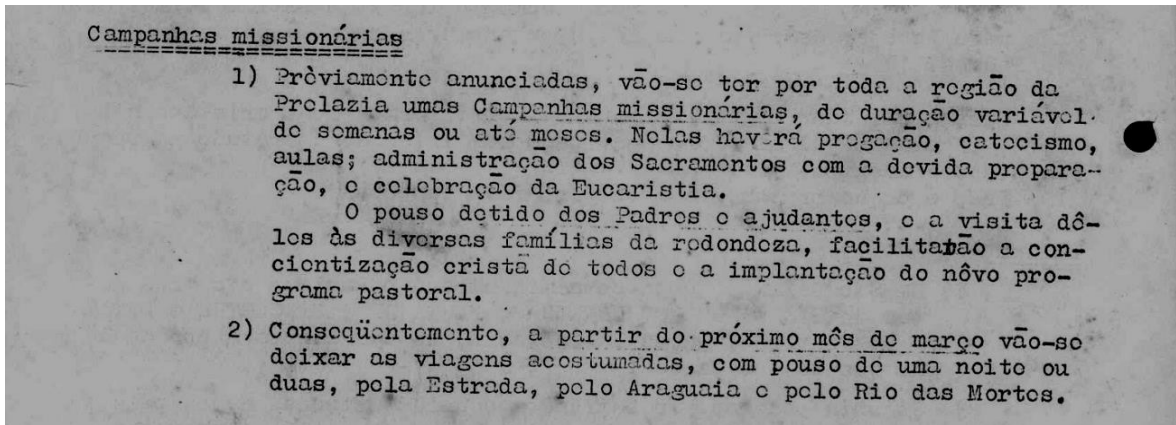 Campanhas missionárias
1) Prèviamente anunciadas, vão-se ter por toda a região da
Prelazia umas Campanhas missionárias, de duração variável
de semanas ou até meses. Nelas haverá pregação, catecismo,
aulas; administração dos Sacramentos com a devida prepara-
ção, e celebração da Eucaristia.
O pouso detido dos Padres e ajudantes, e a visita dê-
les às diversas famílias da redondeza, facilitarão a con-
cientização cristã de todos e a implantação do nôvo pro-
grama pastoral.
2) Conseqüentemente, a partir do próximo mês de março vão-se
deixar as viagens acostumadas, com pouso de uma noite ou
duas, pela Estrada, pelo Araguaia e pelo Rio das Mortes.